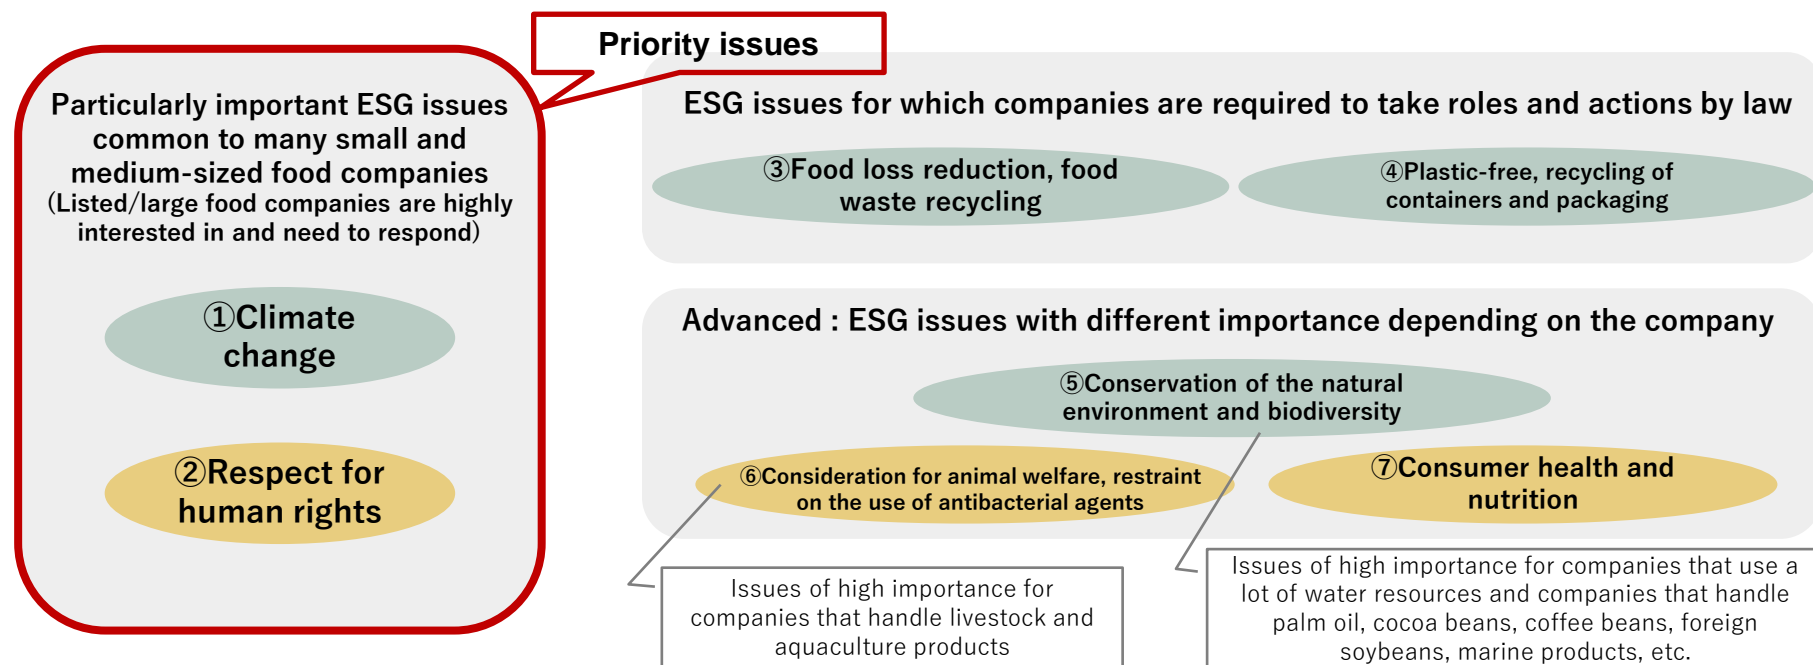 Priority issues
Particularly important ESG issues
common to many small and
medium-sized food companies
(Listed/large food companies are highly
interested in and need to respond)
①Climate
change
②Respect for
human rights
ESG issues for which companies are required to take roles and actions by law
③Food loss reduction, food
waste recycling
④Plastic-free, recycling of
containers and packaging
Advanced : ESG issues with different importance depending on the company
⑤Conservation of the natural
environment and biodiversity
⑥Consideration for animal welfare, restraint
on the use of antibacterial agents
⑦Consumer health and
nutrition
Issues of high importance for
companies that handle livestock and
aquaculture products
Issues of high importance for companies that use a
lot of water resources and companies that handle
palm oil, cocoa beans, coffee beans, foreign
soybeans, marine products, etc.